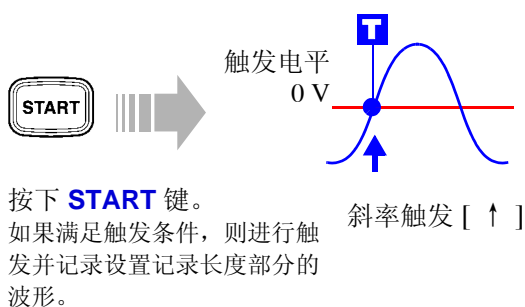 T
触发电平
0 V
START
按下 START 键。
如果满足触发条件，则进行触
发并记录设置记录长度部分的
波形。
斜率触发 [ ↑ ]